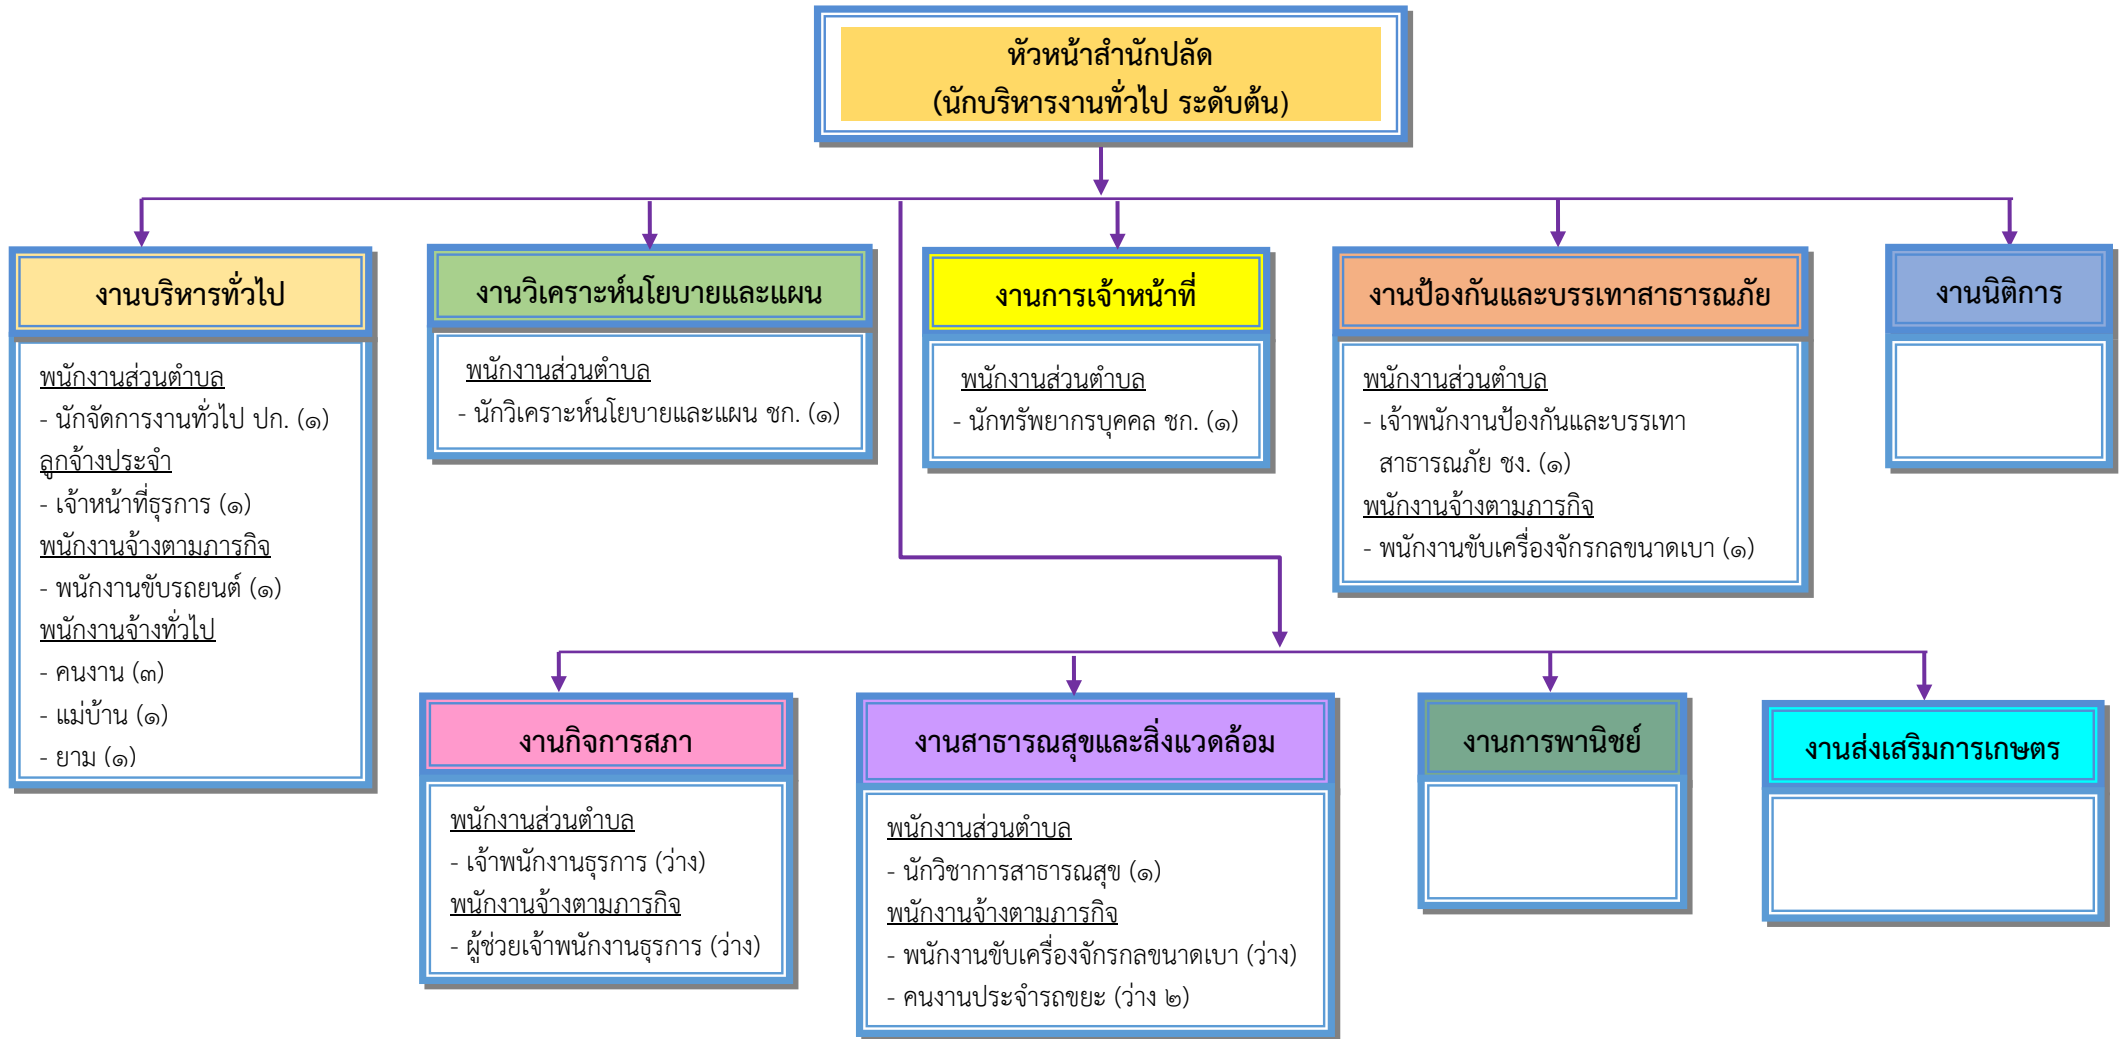 หัวหน้าสำนักปลัด
(นักบริหารงานทั่วไป ระดับต้น)
งานบริหารทั่วไป
พนักงานส่วนตำบล
- นักจัดการงานทั่วไป ปก. (๑)
ลูกจ้างประจำ
- เจ้าหน้าที่ธุรการ (๑)
พนักงานจ้างตามภารกิจ
- พนักงานขับรถยนต์ (๑)
พนักงานจ้างทั่วไป
- คนงาน (๓)
- แม่บ้าน (๑)
- ยาม (๑)
งานวิเคราะห์นโยบายและแผน
พนักงานส่วนตำบล
- นักวิเคราะห์นโยบายและแผน ชก. (๑)
งานการเจ้าหน้าที่
พนักงานส่วนตำบล
- นักทรัพยากรบุคคล ชก. (๑)
งานป้องกันและบรรเทาสาธารณภัย
พนักงานส่วนตำบล
- เจ้าพนักงานป้องกันและบรรเทา
สาธารณภัย ชง. (๑)
พนักงานจ้างตามภารกิจ
- พนักงานขับเครื่องจักรกลขนาดเบา (๑)
งานนิติการ
งานกิจการสภา
พนักงานส่วนตำบล
- เจ้าพนักงานธุรการ (ว่าง)
พนักงานจ้างตามภารกิจ
- ผู้ช่วยเจ้าพนักงานธุรการ (ว่าง)
งานสาธารณสุขและสิ่งแวดล้อม
พนักงานส่วนตำบล
- นักวิชาการสาธารณสุข (๑)
พนักงานจ้างตามภารกิจ
- พนักงานขับเครื่องจักรกลขนาดเบา (ว่าง)
- คนงานประจำรถขยะ (ว่าง ๒)
งานการพานิชย์
งานส่งเสริมการเกษตร